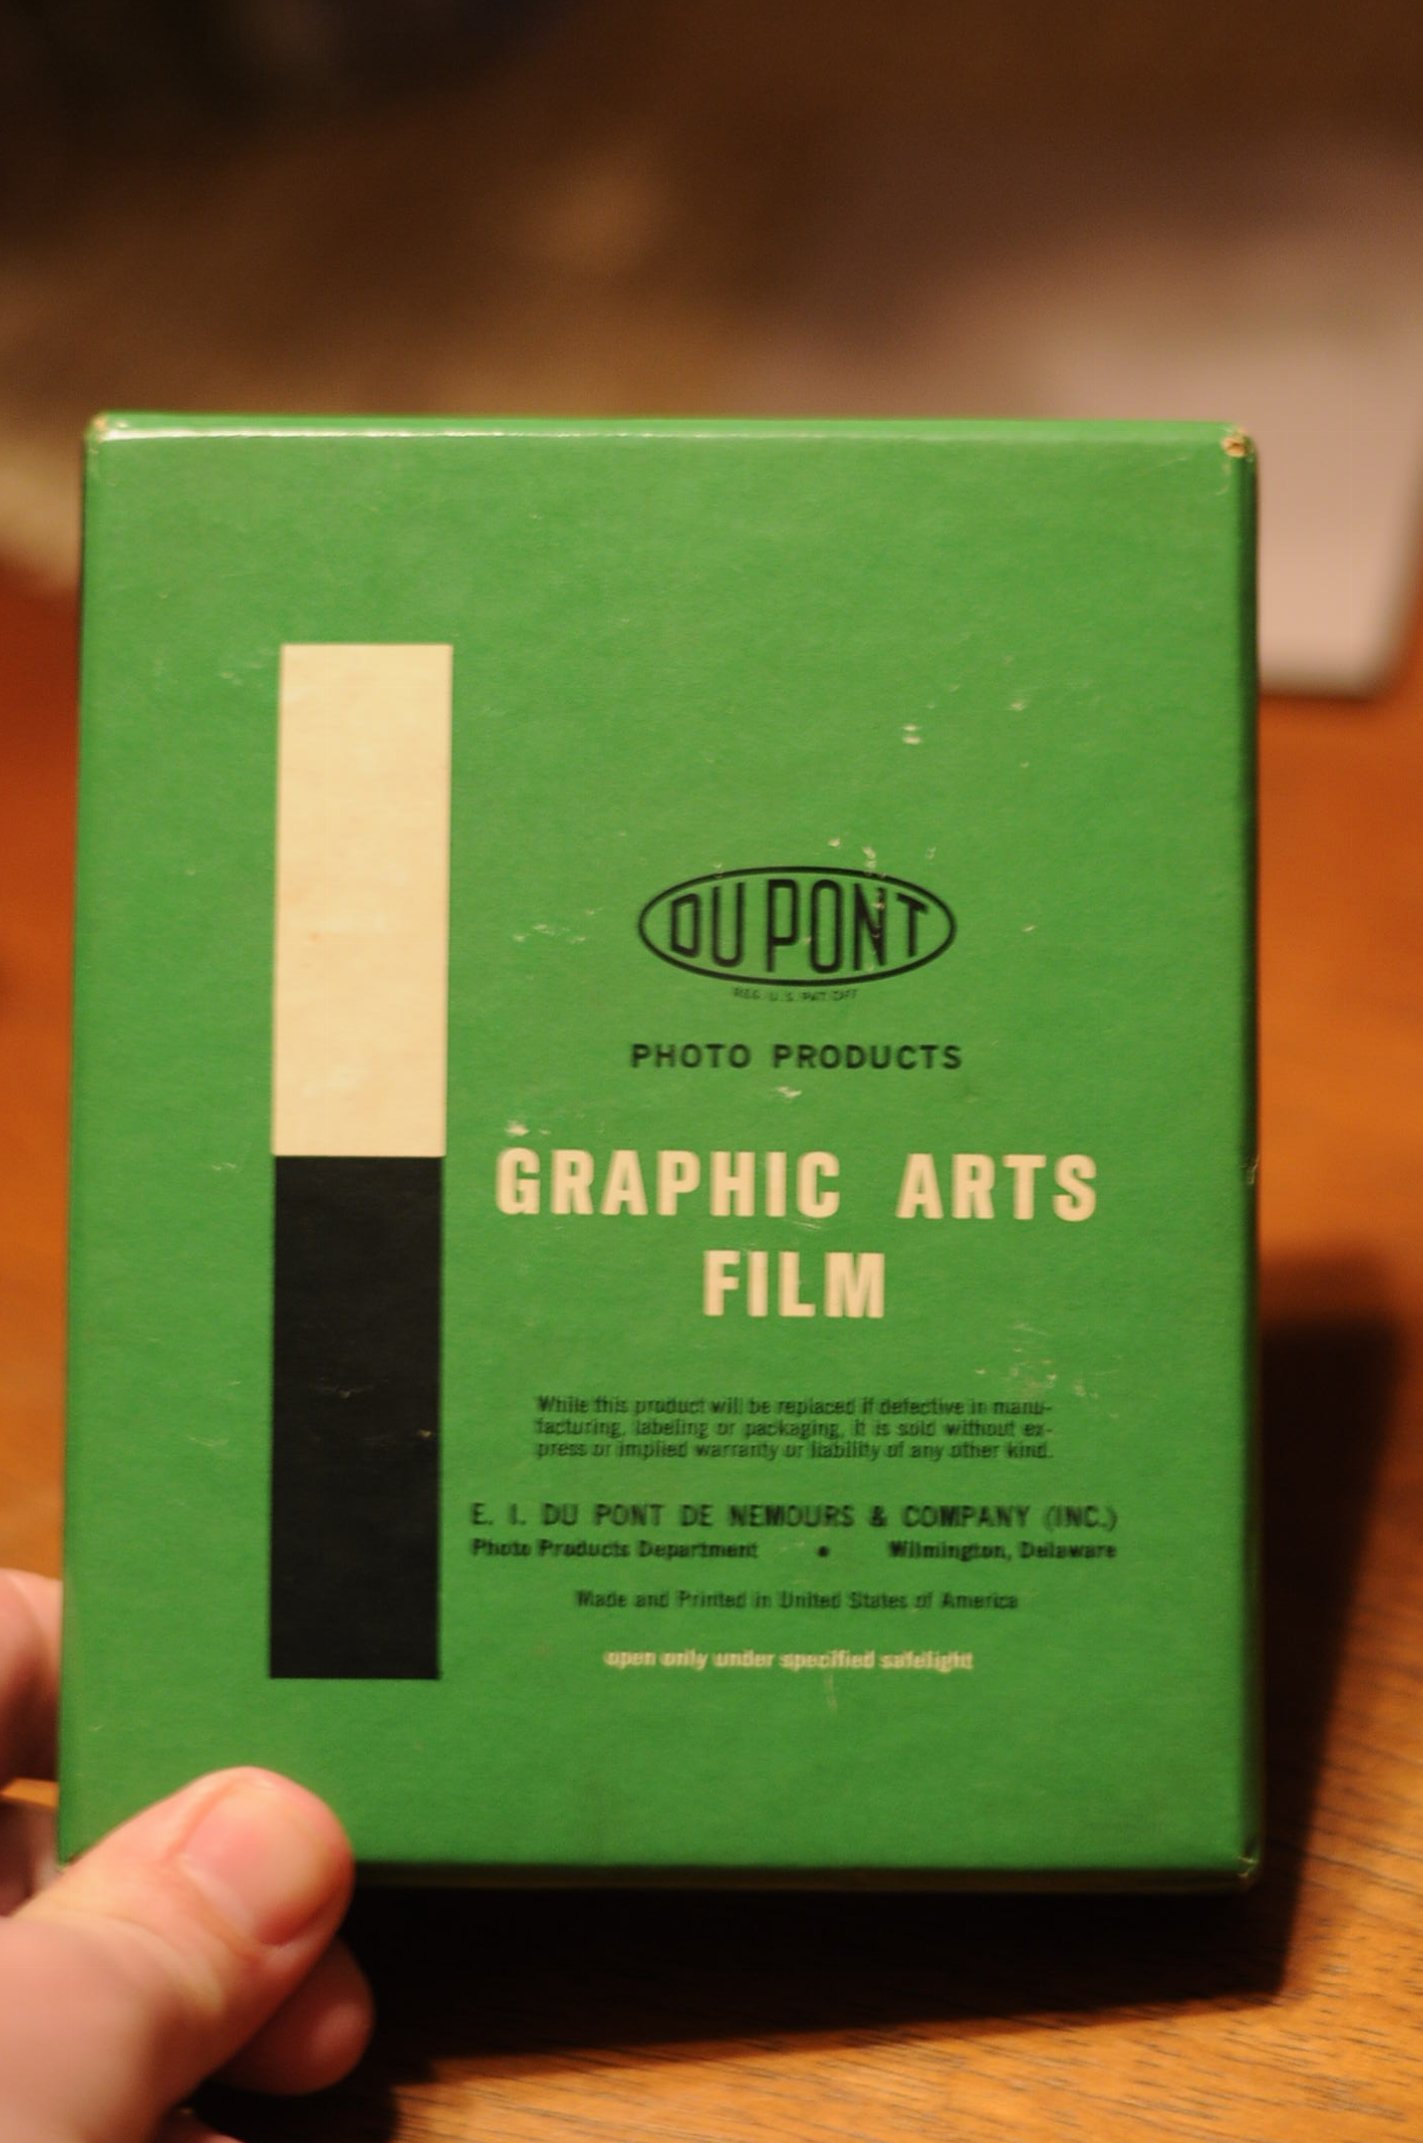 DU PONT
REG. U.S. PAT. OFF
PHOTO PRODUCTS
GRAPHIC ARTS
FILM
While this product will be replaced if defective in manu-
facturing, labeling or packaging, it is sold without ex-
press or implied warranty or liability of any other kind.
E. I. DU PONT DE NEMOURS & COMPANY (INC.)
Photo Products Department • Wilmington, Delaware
Made and Printed in United States of America
open only under specified safelight